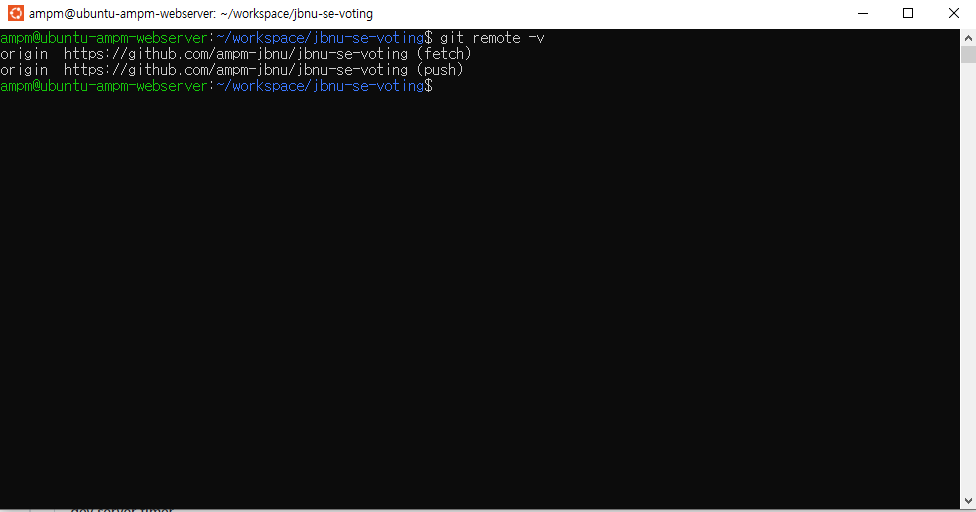 ampm@ubuntu-ampm-webserver: ~/workspace/jbnu-se-voting
ampm@ubuntu-ampm-webserver:~/workspace/jbnu-se-voting$ git remote -v
origin  https://github.com/ampm-jbnu/jbnu-se-voting (fetch)
origin  https://github.com/ampm-jbnu/jbnu-se-voting (push)
ampm@ubuntu-ampm-webserver:~/workspace/jbnu-se-voting$